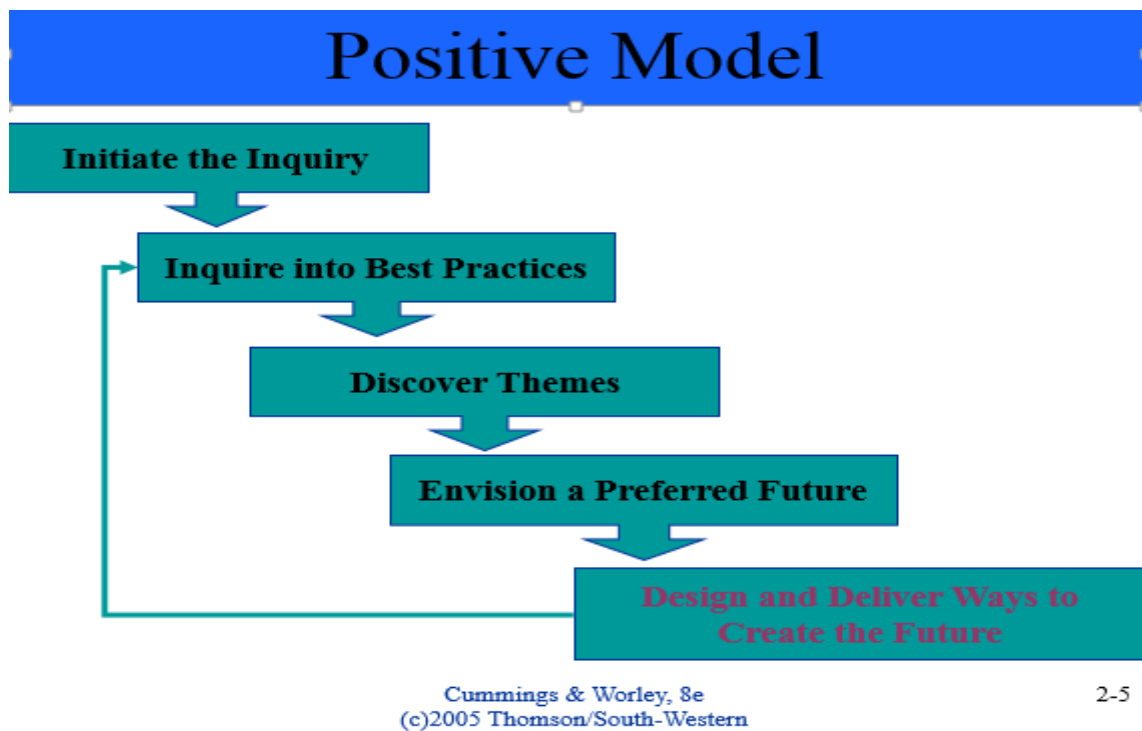 Positive Model
Initiate the Inquiry
Inquire into Best Practices
Discover Themes
Envision a Preferred Future
Design and Deliver Ways to
Create the Future
Cummings & Worley, 8e
(c)2005 Thomson/South-Western
2-5